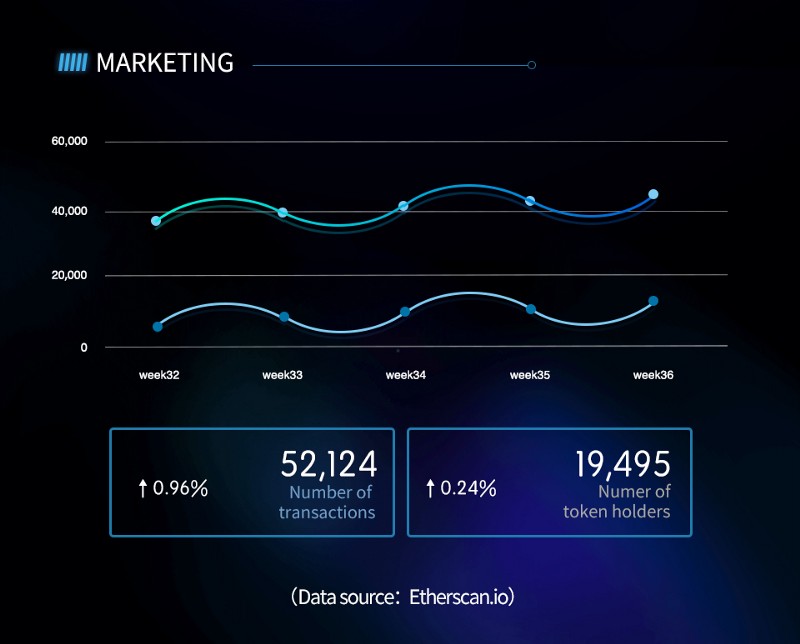 MARKETING
60,000
40,000
20,000
0
week32 week33 week34 week35 week36
↑ 0.96%
52,124
Number of
transactions
↑ 0.24%
19,495
Numer of
token holders
（Data source：Etherscan.io）